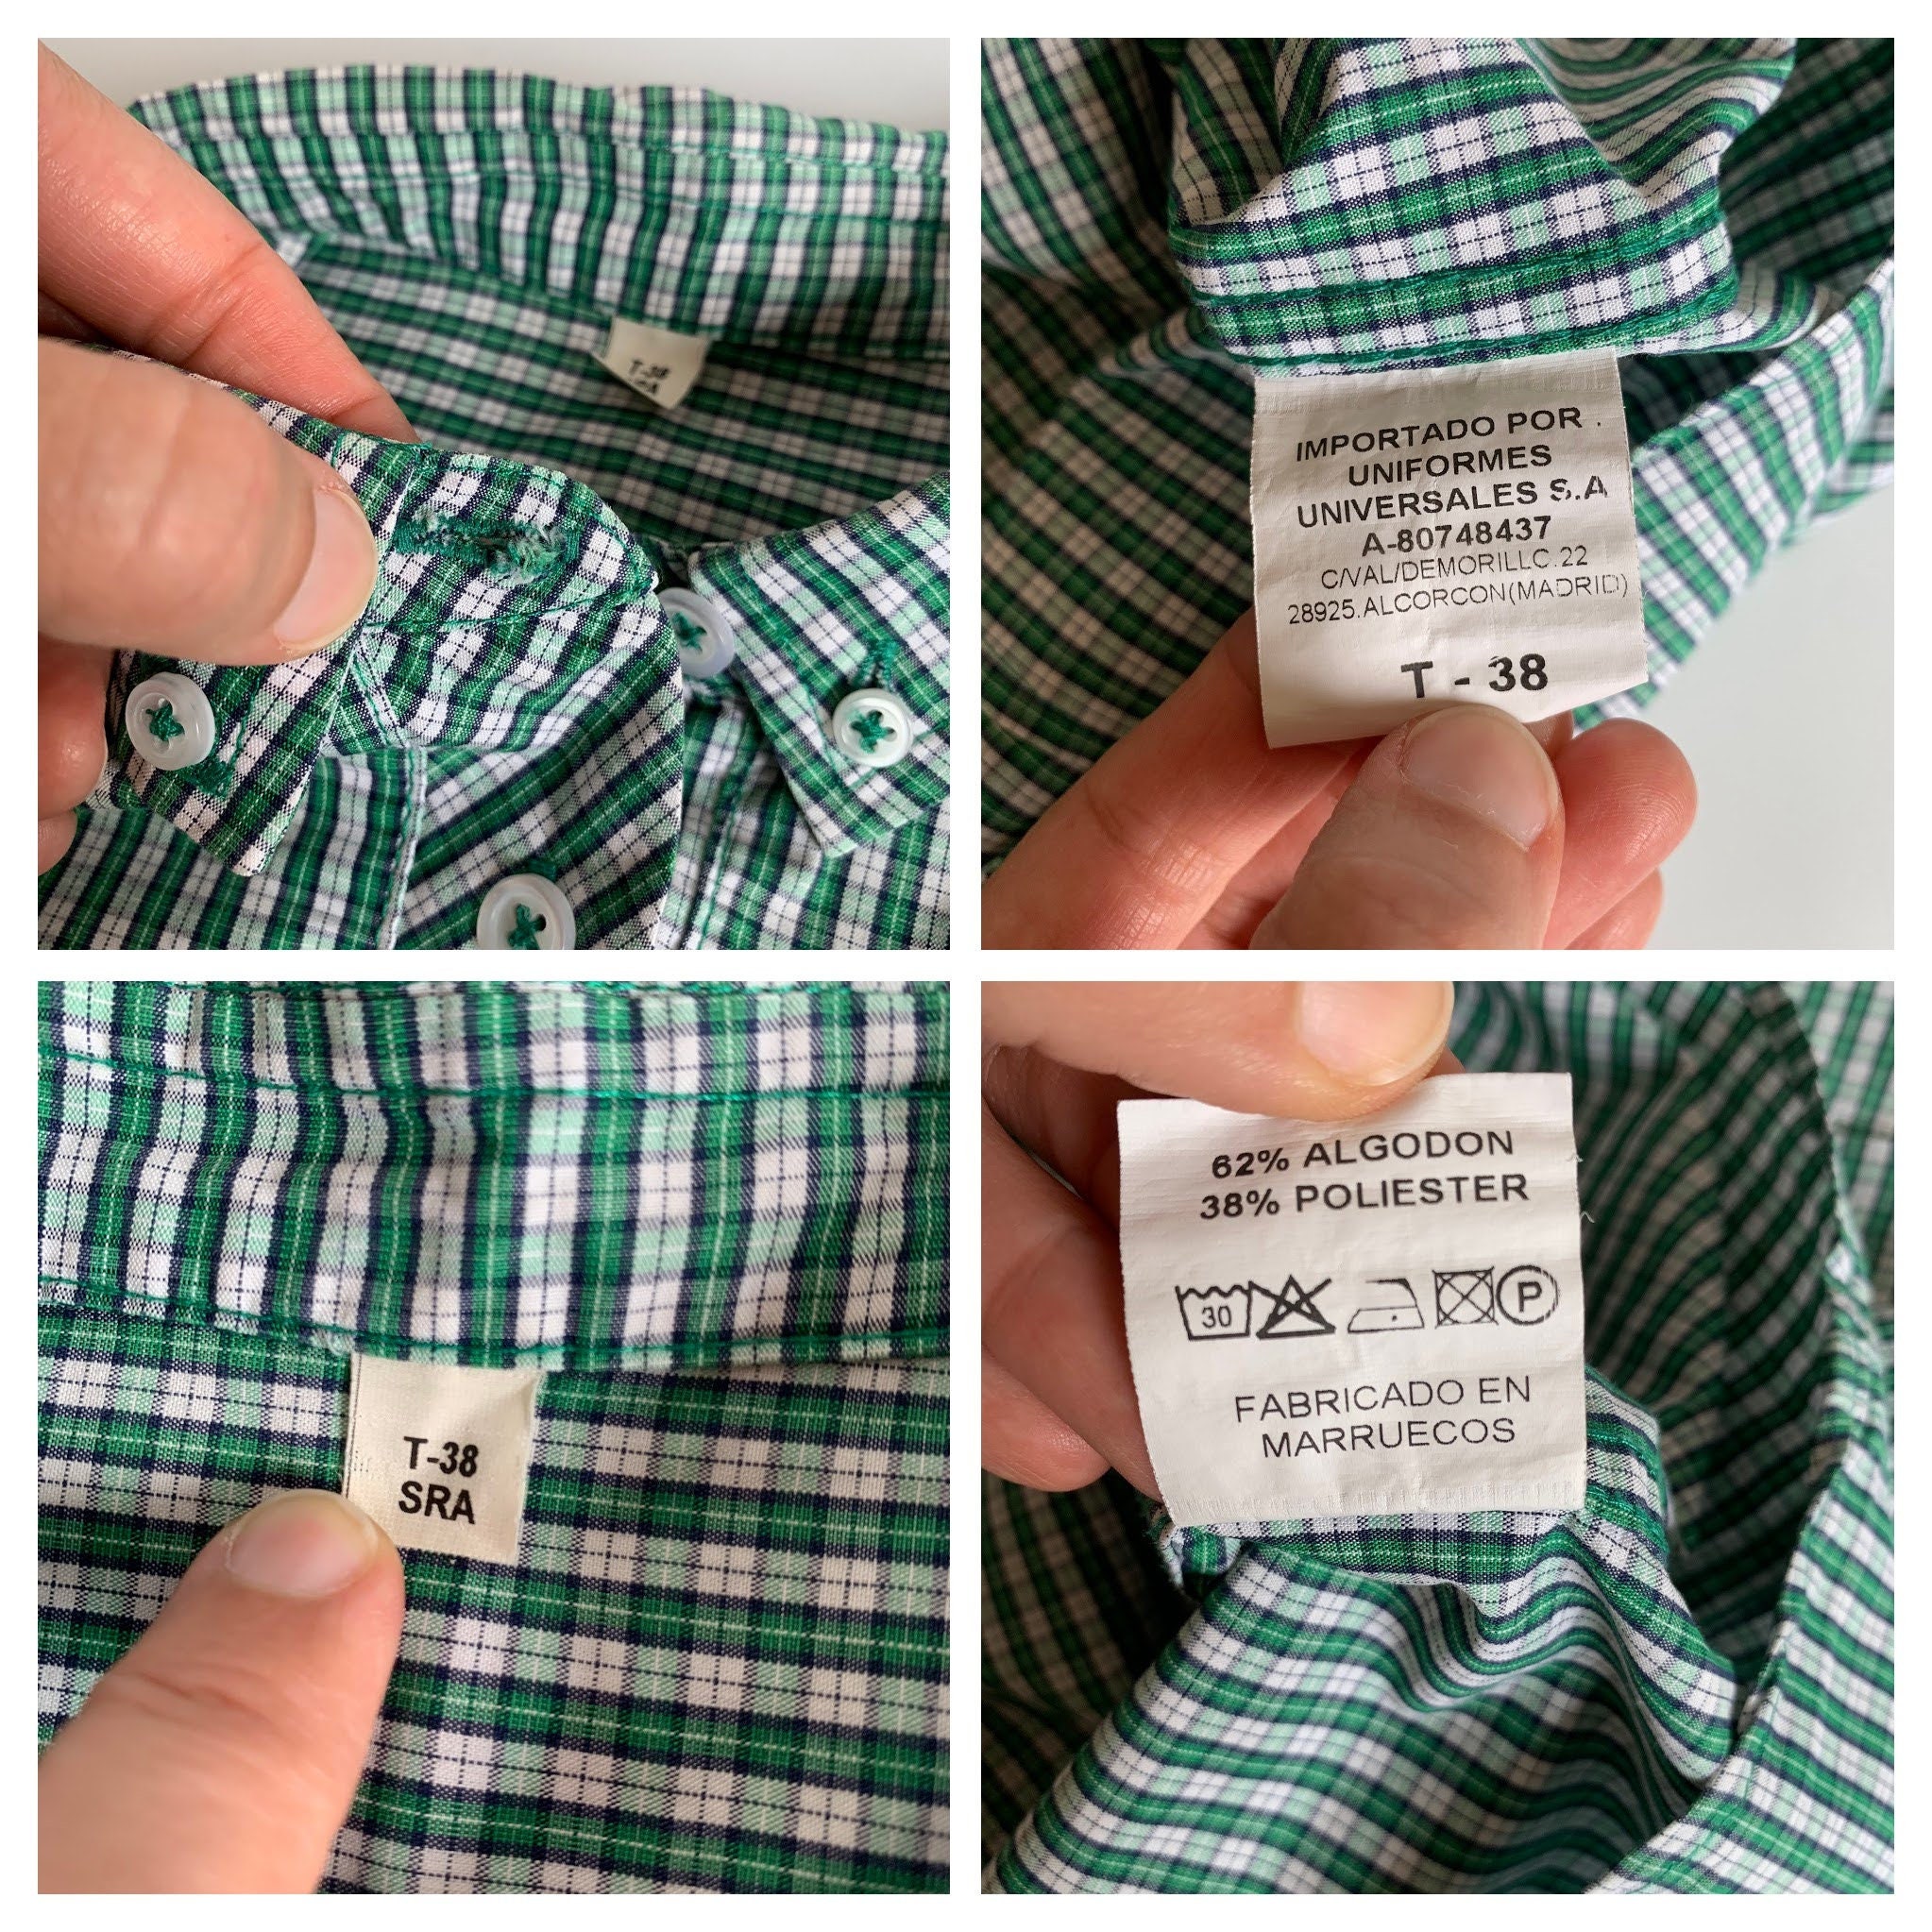 T-38
IMPORTADO POR
UNIFORMES
UNIVERSALES S.A
A-80748437
C/VAL/DEMORILLC.22
28925.ALCORCON(MADRID)
T - 38
T-38
SRA
62% ALGODON
38% POLIESTER
30
P
FABRICADO EN
MARRUECOS